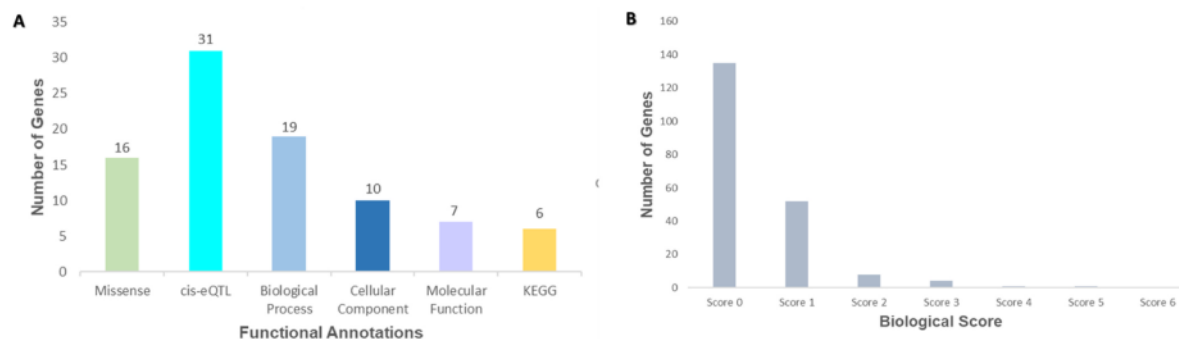 A
Number of Genes
35
30
25
20
15
10
5
0
16
31
19
10
7
6
Missense
cis-eQTL
Biological
Process
Cellular
Component
Molecular
Function
KEGG
Functional Annotations
B
Number of Genes
160
140
120
100
80
60
40
20
0
Score 0
Score 1
Score 2
Score 3
Score 4
Score 5
Score 6
Biological Score